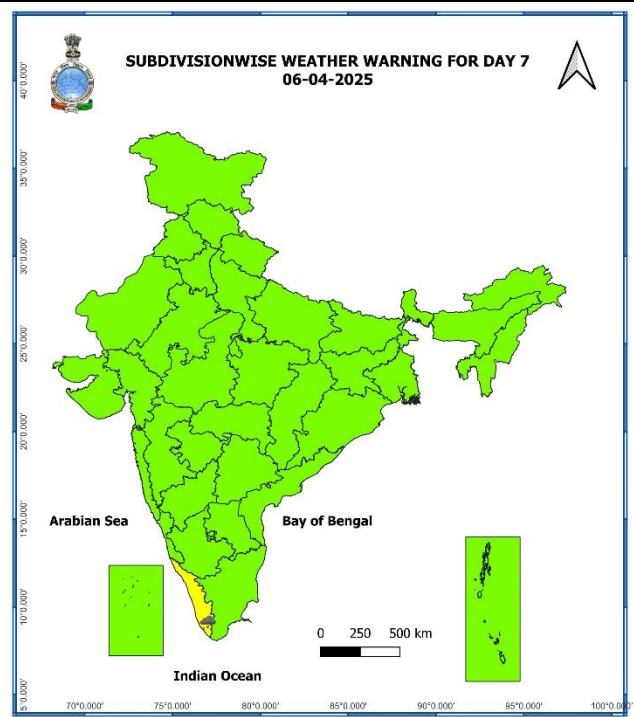 SUBDIVISIONWISE WEATHER WARNING FOR DAY 7
06-04-2025
40°0.000'
35°0.000'
30°0.000'
25°0.000'
20°0.000'
15°0.000'
10°0.000'
5°0.000'
Arabian Sea
Bay of Bengal
0 250 500 km
Indian Ocean
70°0.000' 75°0.000' 80°0.000' 85°0.000' 90°0.000' 95°0.000' 100°0.000'